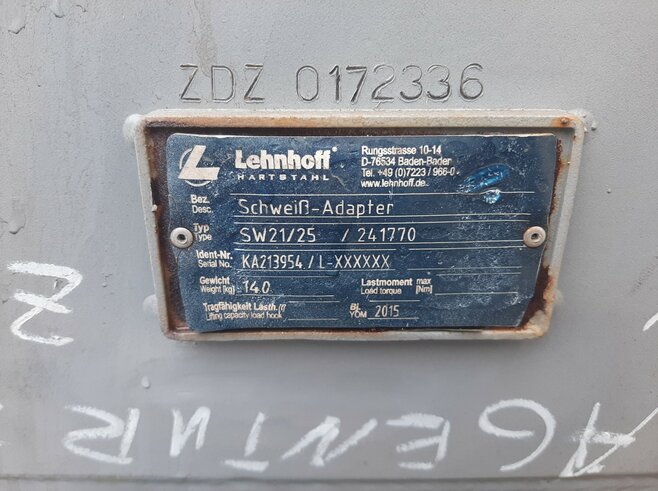 ZDZ 0172336
Lehnhoff®
HARTSTAHL
Rungsstrasse 10-14
D-76534 Baden-Baden
Tel. +49 (0)7223 / 966-0
www.lehnhoff.de
Bez. Schweiß-Adapter
Desc.
Typ SW21/25 / 241770
Type
Ident-Nr. KA213954 / L-XXXXXX
Serial No.
Gewicht 140 Lastmoment max
Weight (kg) Load torque [Nm]
Tragfähigkeit Lasth. Bj. 2015
Lifting capacity load hook YOM
Z
AGENTUR